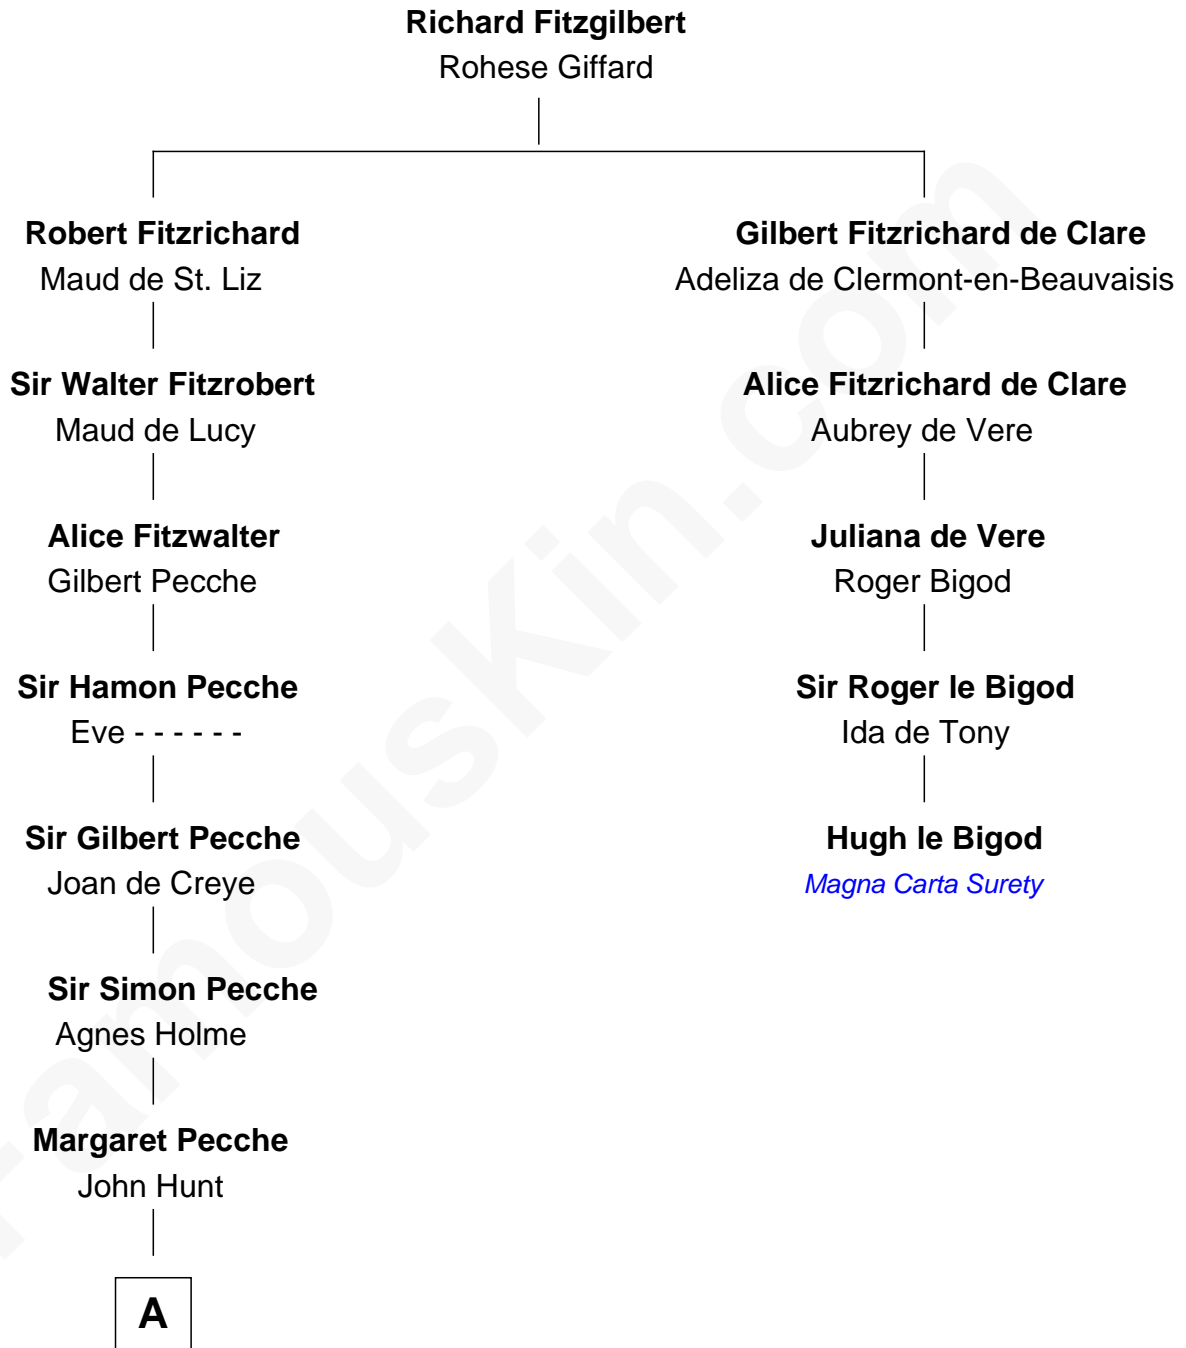 Richard Fitzgilbert
Rohese Giffard
Robert Fitzrichard
Maud de St. Liz
Gilbert Fitzrichard de Clare
Adeliza de Clermont-en-Beauvaisis
Sir Walter Fitzrobert
Maud de Lucy
Alice Fitzrichard de Clare
Aubrey de Vere
Alice Fitzwalter
Gilbert Pecche
Juliana de Vere
Roger Bigod
Sir Hamon Pecche
Eve - - - - - -
Sir Roger le Bigod
Ida de Tony
Sir Gilbert Pecche
Joan de Creye
Hugh le Bigod
Magna Carta Surety
Sir Simon Pecche
Agnes Holme
Margaret Pecche
John Hunt
A
FamousKin.com